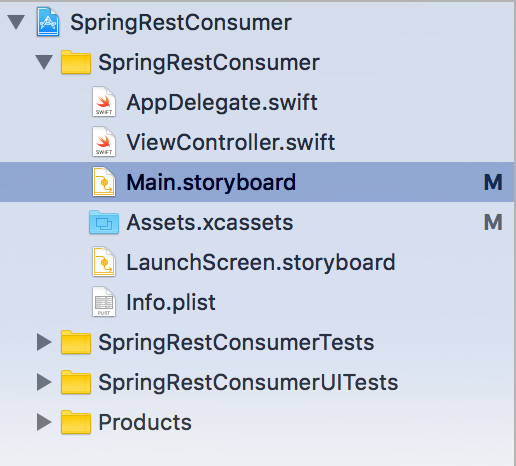 SpringRestConsumer
SpringRestConsumer
SWIFT AppDelegate.swift
SWIFT ViewController.swift
Main.storyboard M
Assets.xcassets M
LaunchScreen.storyboard
PLIST Info.plist
SpringRestConsumerTests
SpringRestConsumerUITests
Products